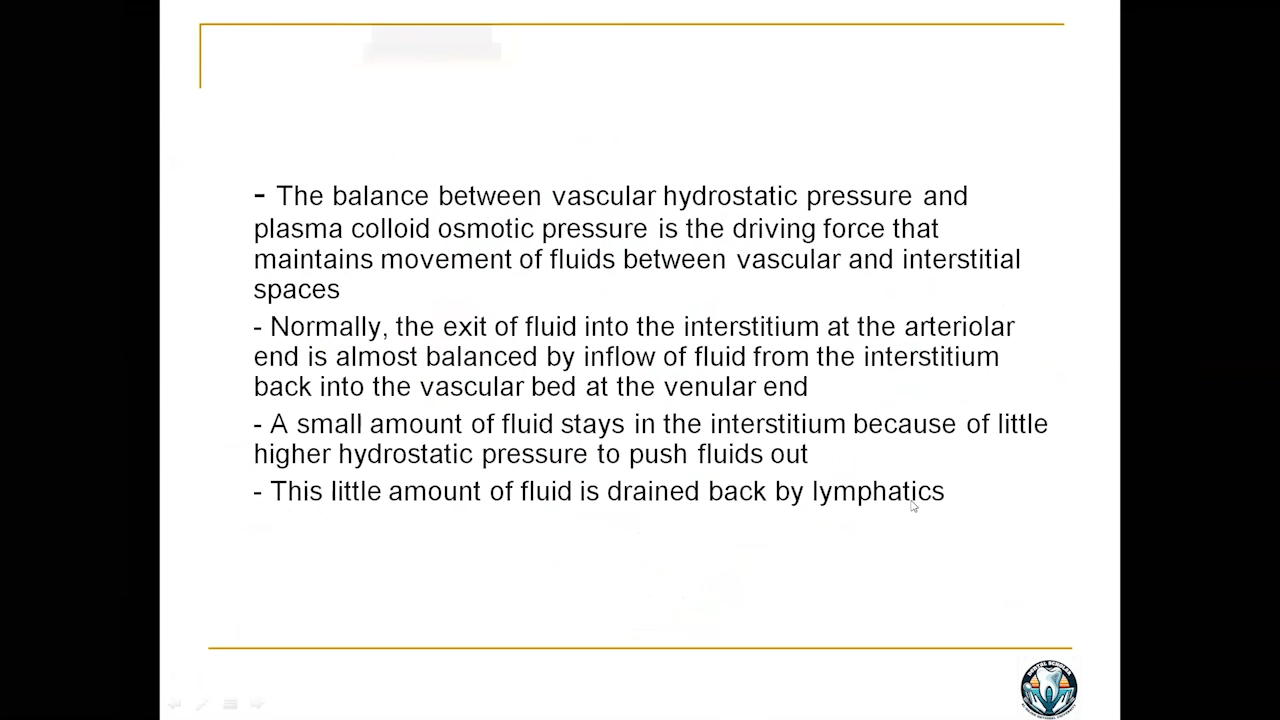 - The balance between vascular hydrostatic pressure and
plasma colloid osmotic pressure is the driving force that
maintains movement of fluids between vascular and interstitial
spaces
- Normally, the exit of fluid into the interstitium at the arteriolar
end is almost balanced by inflow of fluid from the interstitium
back into the vascular bed at the venular end
- A small amount of fluid stays in the interstitium because of little
higher hydrostatic pressure to push fluids out
- This little amount of fluid is drained back by lymphatics